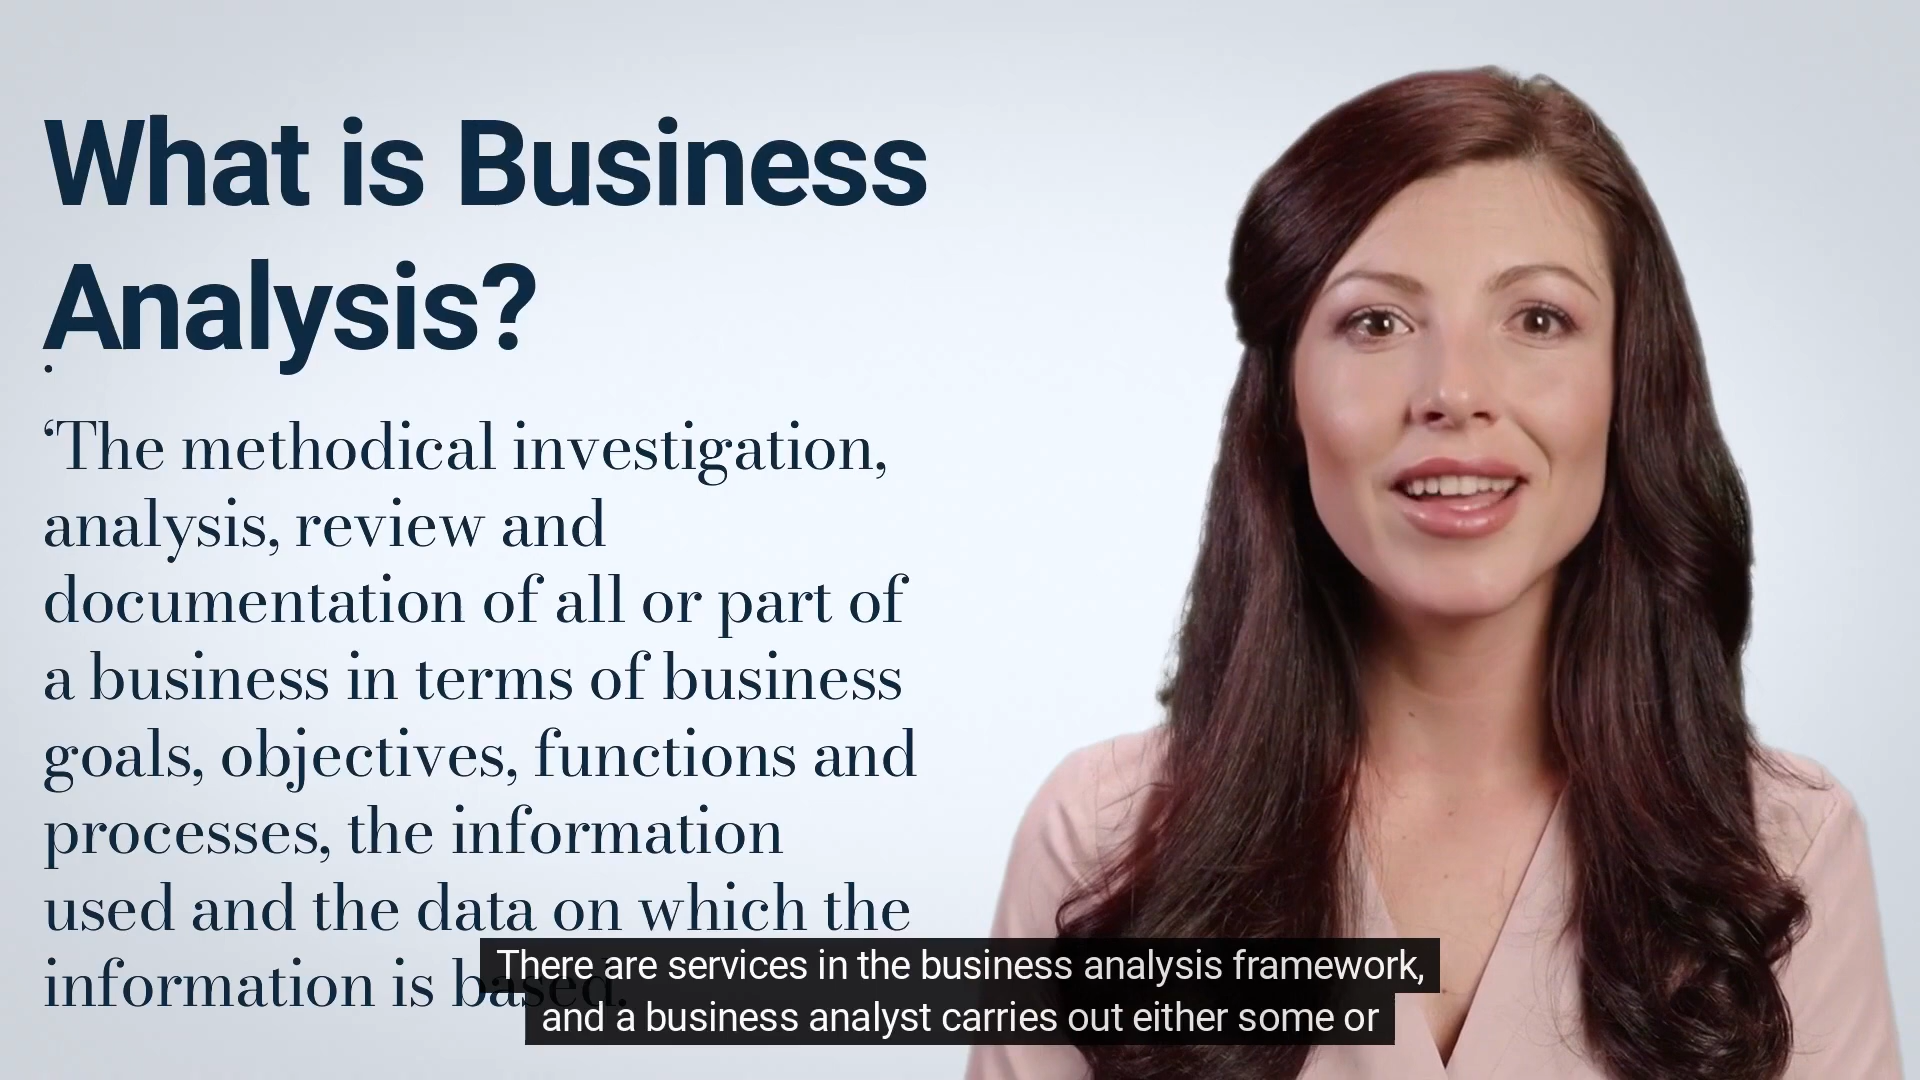 What is Business
Analysis?
‘The methodical investigation,
analysis, review and
documentation of all or part of
a business in terms of business
goals, objectives, functions and
processes, the information
used and the data on which the
information is based.
There are services in the business analysis framework,
and a business analyst carries out either some or